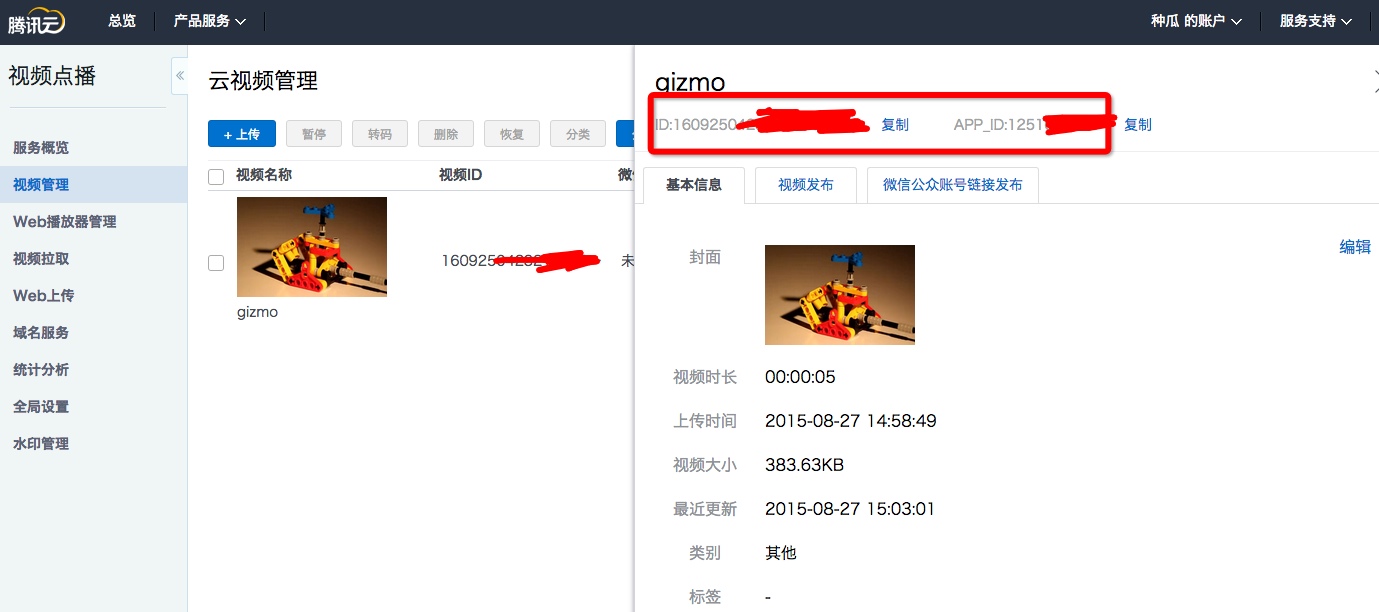 腾讯云 总览 产品服务 种瓜 的账户 服务支持
视频点播
«
服务概览
视频管理
Web播放器管理
视频拉取
Web上传
域名服务
统计分析
全局设置
水印管理
云视频管理
+ 上传 暂停 转码 删除 恢复 分类
视频名称 视频ID 微
gizmo
160925 未
gizmo
ID:16092504 复制 APP_ID:1251 复制
基本信息 视频发布 微信公众账号链接发布
编辑
封面
视频时长 00:00:05
上传时间 2015-08-27 14:58:49
视频大小 383.63KB
最近更新 2015-08-27 15:03:01
类别 其他
标签 -